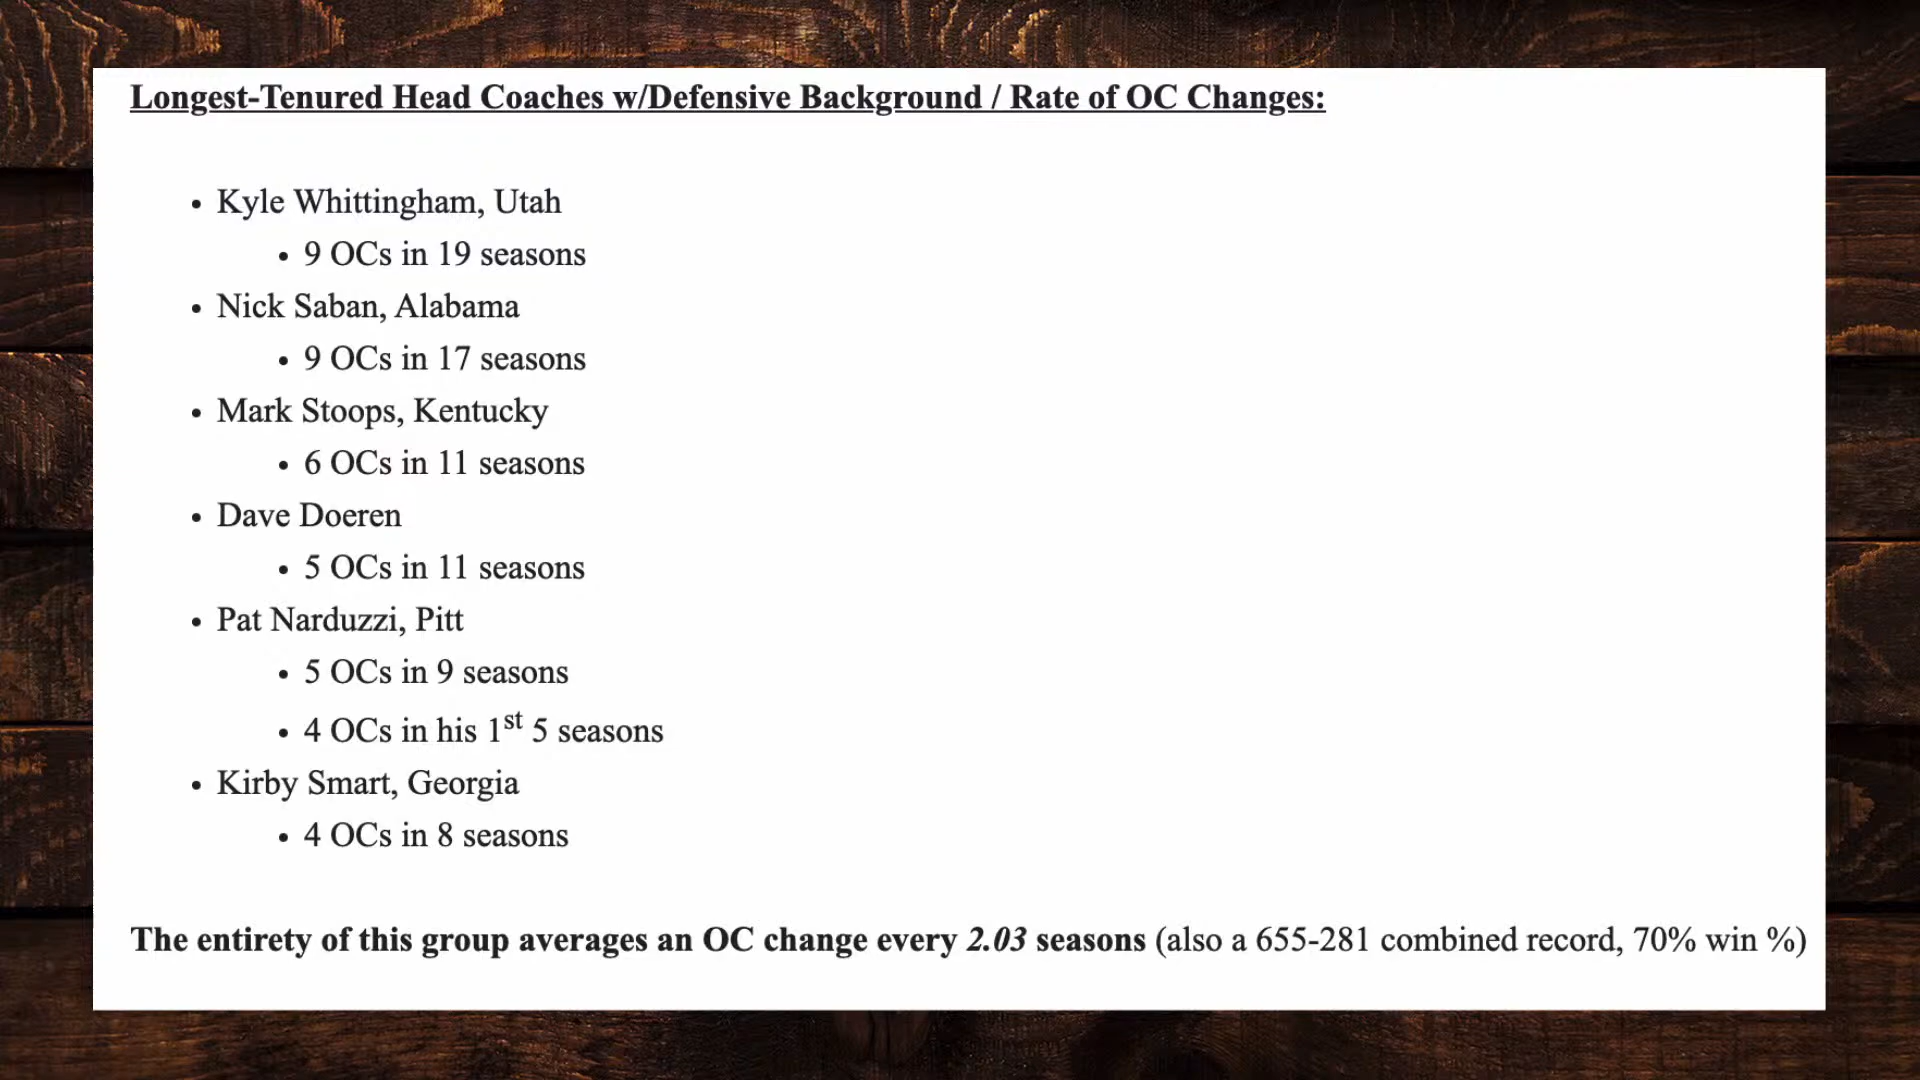 Longest-Tenured Head Coaches w/Defensive Background / Rate of OC Changes:
• Kyle Whittingham, Utah
• 9 OCs in 19 seasons
• Nick Saban, Alabama
• 9 OCs in 17 seasons
• Mark Stoops, Kentucky
• 6 OCs in 11 seasons
• Dave Doeren
• 5 OCs in 11 seasons
• Pat Narduzzi, Pitt
• 5 OCs in 9 seasons
• 4 OCs in his 1st 5 seasons
• Kirby Smart, Georgia
• 4 OCs in 8 seasons
The entirety of this group averages an OC change every 2.03 seasons (also a 655-281 combined record, 70% win %)